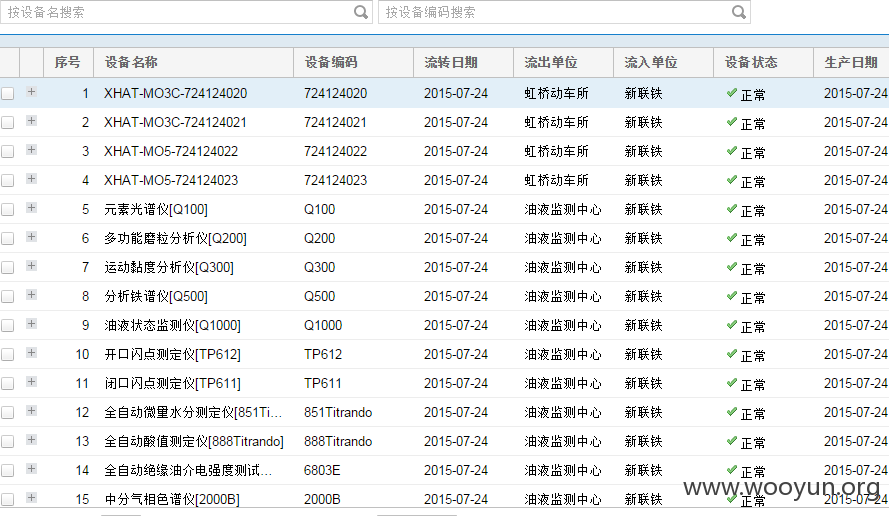 按设备名搜索 按设备编码搜索
序号 设备名称 设备编码 流转日期 流出单位 流入单位 设备状态 生产日期
1 XHAT-MO3C-724124020 724124020 2015-07-24 虹桥动车所 新联铁 正常 2015-07-24
2 XHAT-MO3C-724124021 724124021 2015-07-24 虹桥动车所 新联铁 正常 2015-07-24
3 XHAT-MO5-724124022 724124022 2015-07-24 虹桥动车所 新联铁 正常 2015-07-24
4 XHAT-MO5-724124023 724124023 2015-07-24 虹桥动车所 新联铁 正常 2015-07-24
5 元素光谱仪[Q100] Q100 2015-07-24 油液监测中心 新联铁 正常 2015-07-24
6 多功能磨粒分析仪[Q200] Q200 2015-07-24 油液监测中心 新联铁 正常 2015-07-24
7 运动黏度分析仪[Q300] Q300 2015-07-24 油液监测中心 新联铁 正常 2015-07-24
8 分析铁谱仪[Q500] Q500 2015-07-24 油液监测中心 新联铁 正常 2015-07-24
9 油液状态监测仪[Q1000] Q1000 2015-07-24 油液监测中心 新联铁 正常 2015-07-24
10 开口闪点测定仪[TP612] TP612 2015-07-24 油液监测中心 新联铁 正常 2015-07-24
11 闭口闪点测定仪[TP611] TP611 2015-07-24 油液监测中心 新联铁 正常 2015-07-24
12 全自动微量水分测定仪[851Ti... 851Titrando 2015-07-24 油液监测中心 新联铁 正常 2015-07-24
13 全自动酸值测定仪[888Titrando] 888Titrando 2015-07-24 油液监测中心 新联铁 正常 2015-07-24
14 全自动绝缘油介电强度测试... 6803E 2015-07-24 油液监测中心 新联铁 正常 2015-07-24
15 中分气相色谱仪[2000B] 2000B 2015-07-24 油液监测中心 新联铁 正常 2015-07-24
www.wooyun.org